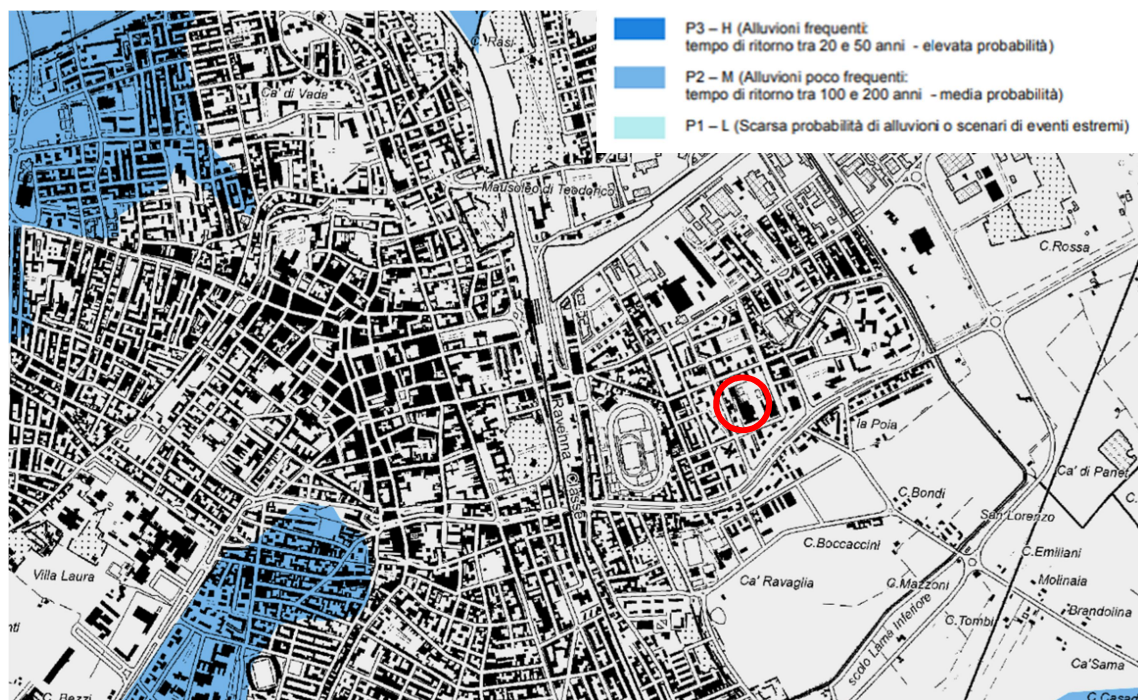 P3 – H (Alluvioni frequenti:
tempo di ritorno tra 20 e 50 anni - elevata probabilità)
P2 – M (Alluvioni poco frequenti:
tempo di ritorno tra 100 e 200 anni - media probabilità)
P1 – L (Scarsa probabilità di alluvioni o scenari di eventi estremi)
C. Rasi
Ca' di Vada
Mausoleo di Teodorico
C.Rossa
Ravenna
Classe
la Poia
Ca' di Panet
C.Bondi
San Lorenzo
C.Boccaccini
C.Emiliani
Villa Laura
Ca' Ravaglia
G.Mazzoni
Molinaia
Brandolina
C.Tombi
scolo Lama Inferiore
nti
Ca'Sama
C. Bezzi
C.Casad